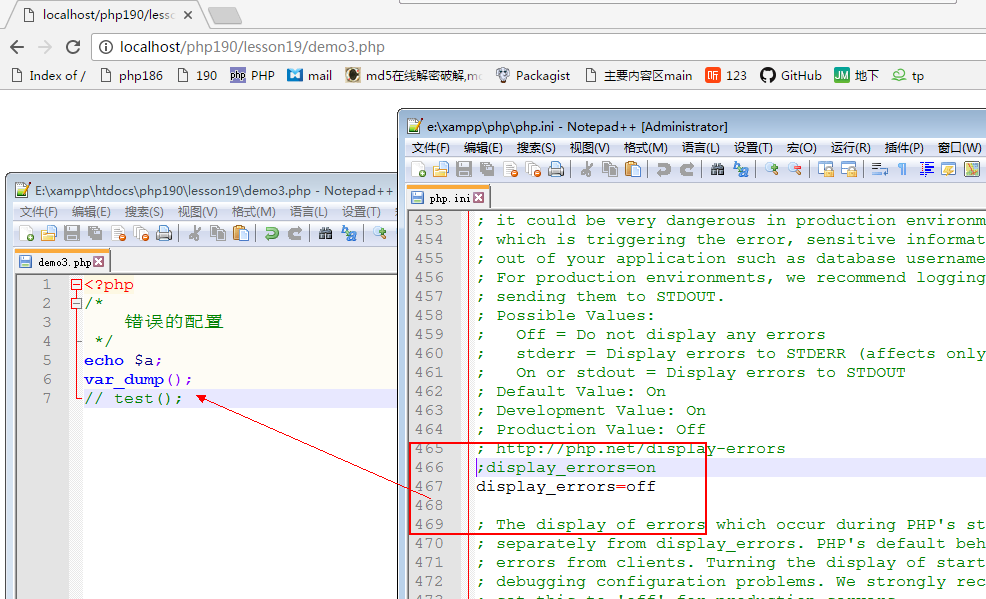 localhost/php190/less
localhost/php190/lesson19/demo3.php
Index of /
php186
190
php PHP
mail
md5在线解密破解,m
Packagist
主要内容区main
听 123
GitHub
JM 地下
tp
e:\xampp\php\php.ini - Notepad++ [Administrator]
文件(F) 编辑(E) 搜索(S) 视图(V) 格式(M) 语言(L) 设置(T) 宏(O) 运行(R) 插件(P) 窗口(W)
php.ini
453 ; it could be very dangerous in production environm
454 ; which is triggering the error, sensitive informat
455 ; out of your application such as database username
456 ; For production environments, we recommend logging
457 ; sending them to STDOUT.
458 ; Possible Values:
459 ;   Off = Do not display any errors
460 ;   stderr = Display errors to STDERR (affects only
461 ;   On or stdout = Display errors to STDOUT
462 ; Default Value: On
463 ; Development Value: On
464 ; Production Value: Off
465 ; http://php.net/display-errors
466 ;display_errors=on
467 display_errors=off
468
469 ; The display of errors which occur during PHP's st
470 ; separately from display_errors. PHP's default beh
471 ; errors from clients. Turning the display of start
472 ; debugging configuration problems. We strongly rec
E:\xampp\htdocs\php190\lesson19\demo3.php - Notepad++
文件(F) 编辑(E) 搜索(S) 视图(V) 格式(M) 语言(L) 设置(T)
demo3.php
1 <?php
2 /*
3     错误的配置
4  */
5 echo $a;
6 var_dump();
7 // test();